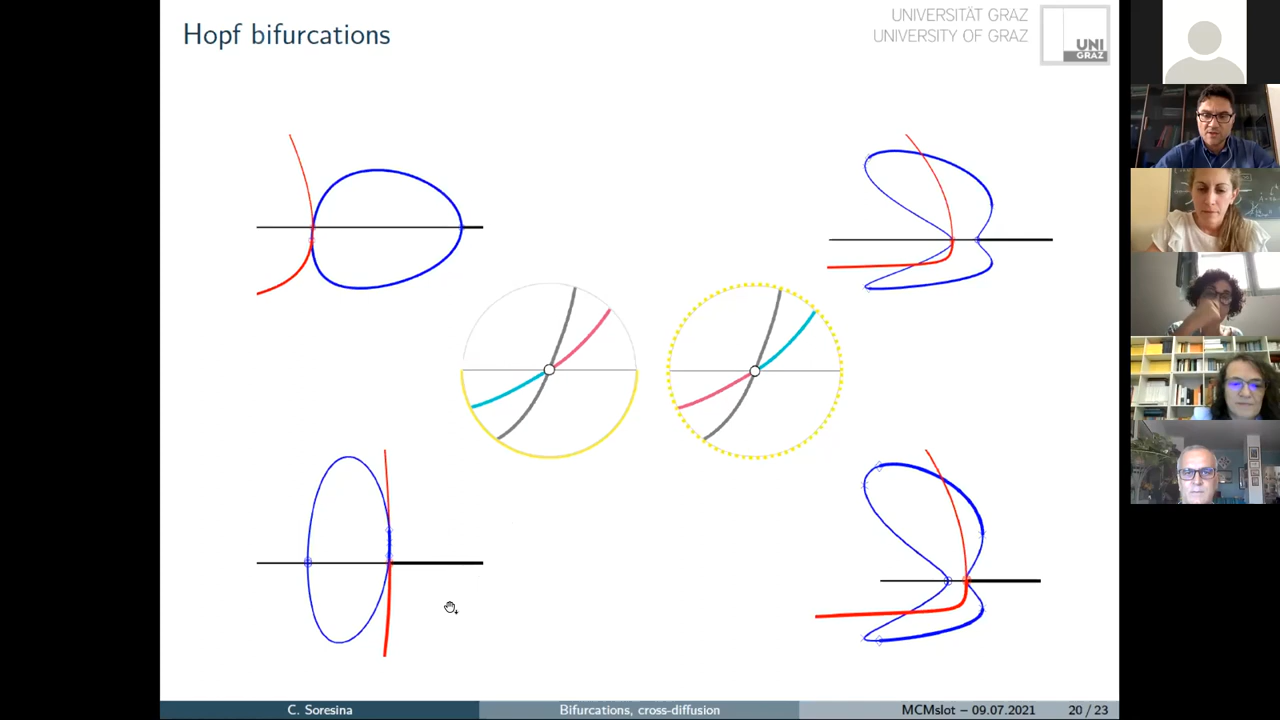 Hopf bifurcations
UNIVERSITÄT GRAZ
UNIVERSITY OF GRAZ
UNI
GRAZ
C. Soresina
Bifurcations, cross-diffusion
MCMslot – 09.07.2021
20 / 23